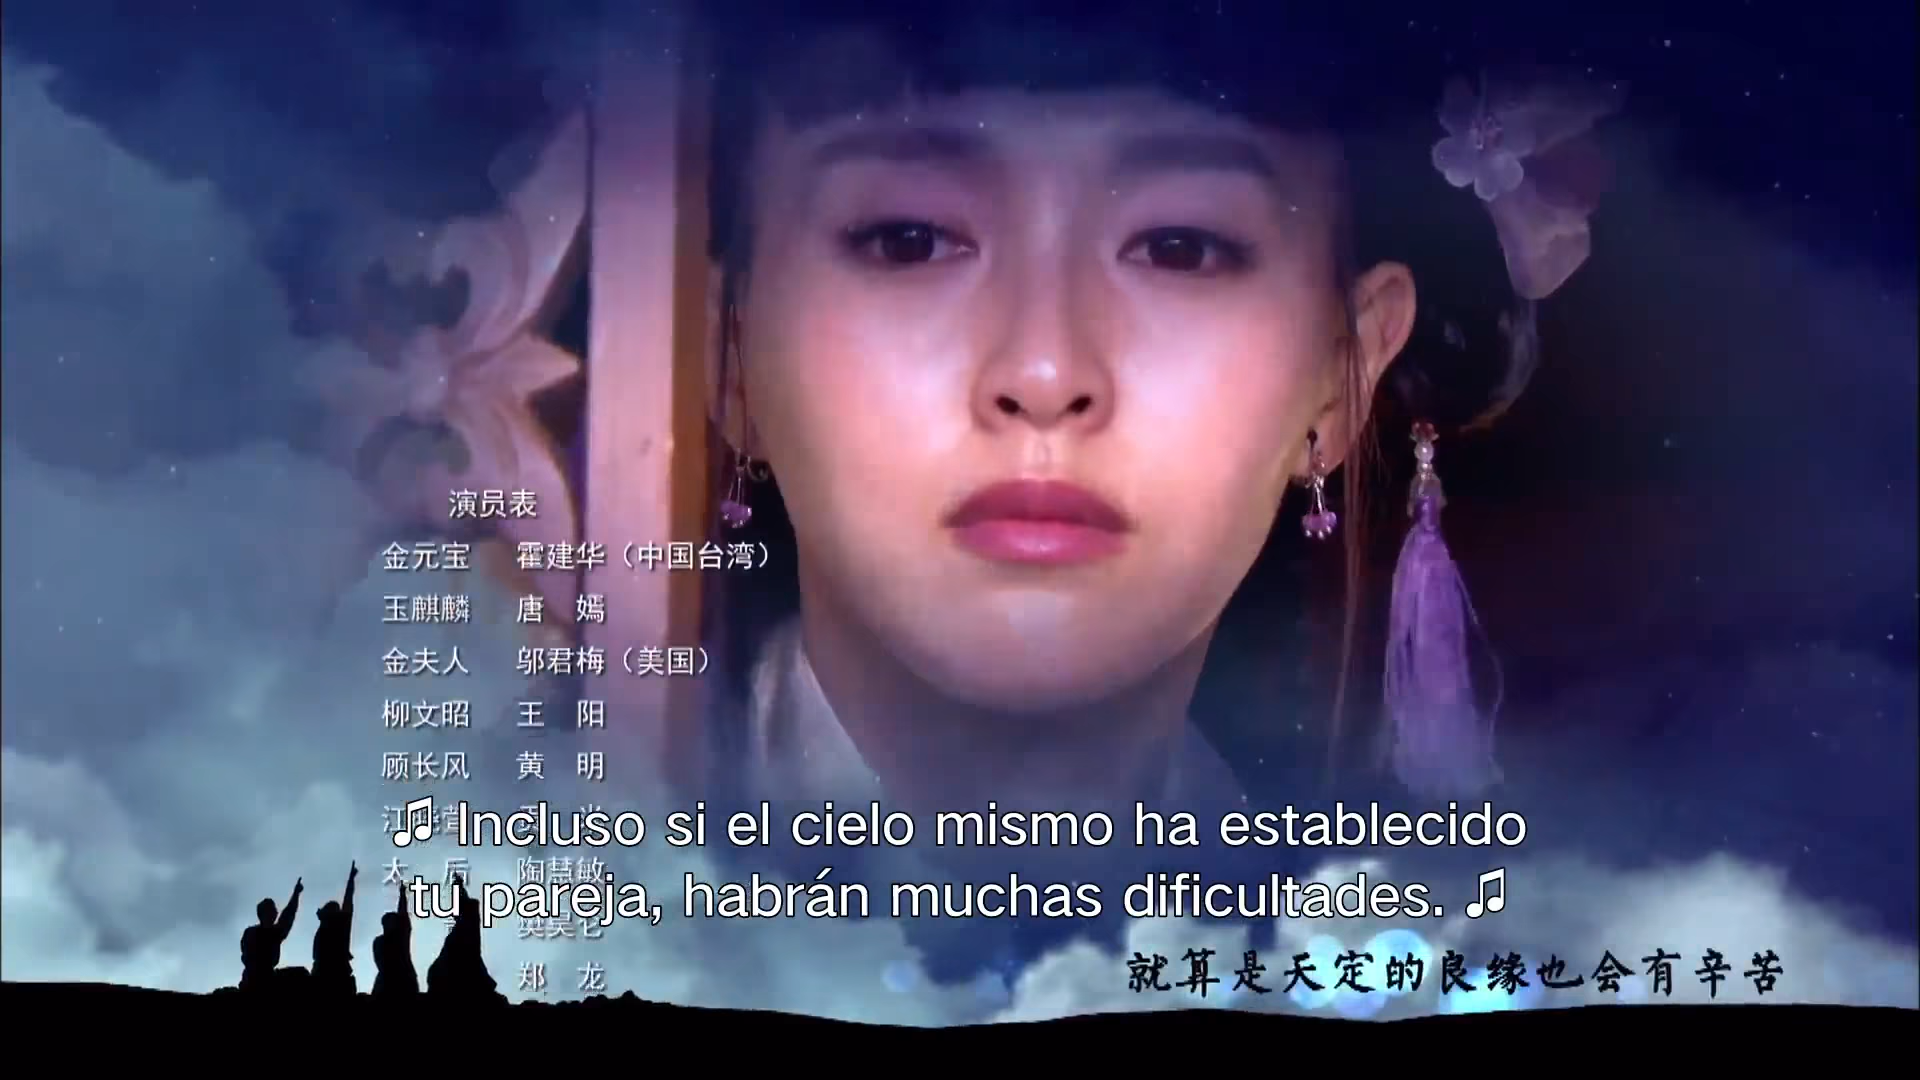 演员表
金元宝 霍建华（中国台湾）
玉麒麟 唐 嫣
金夫人 邬君梅（美国）
柳文昭 王 阳
顾长风 黄 明
♫ Incluso si el cielo mismo ha establecido
太 后 陶慧敏
tu pareja, habrán muchas dificultades. ♫
郑 龙
就算是天定的良缘也会有辛苦